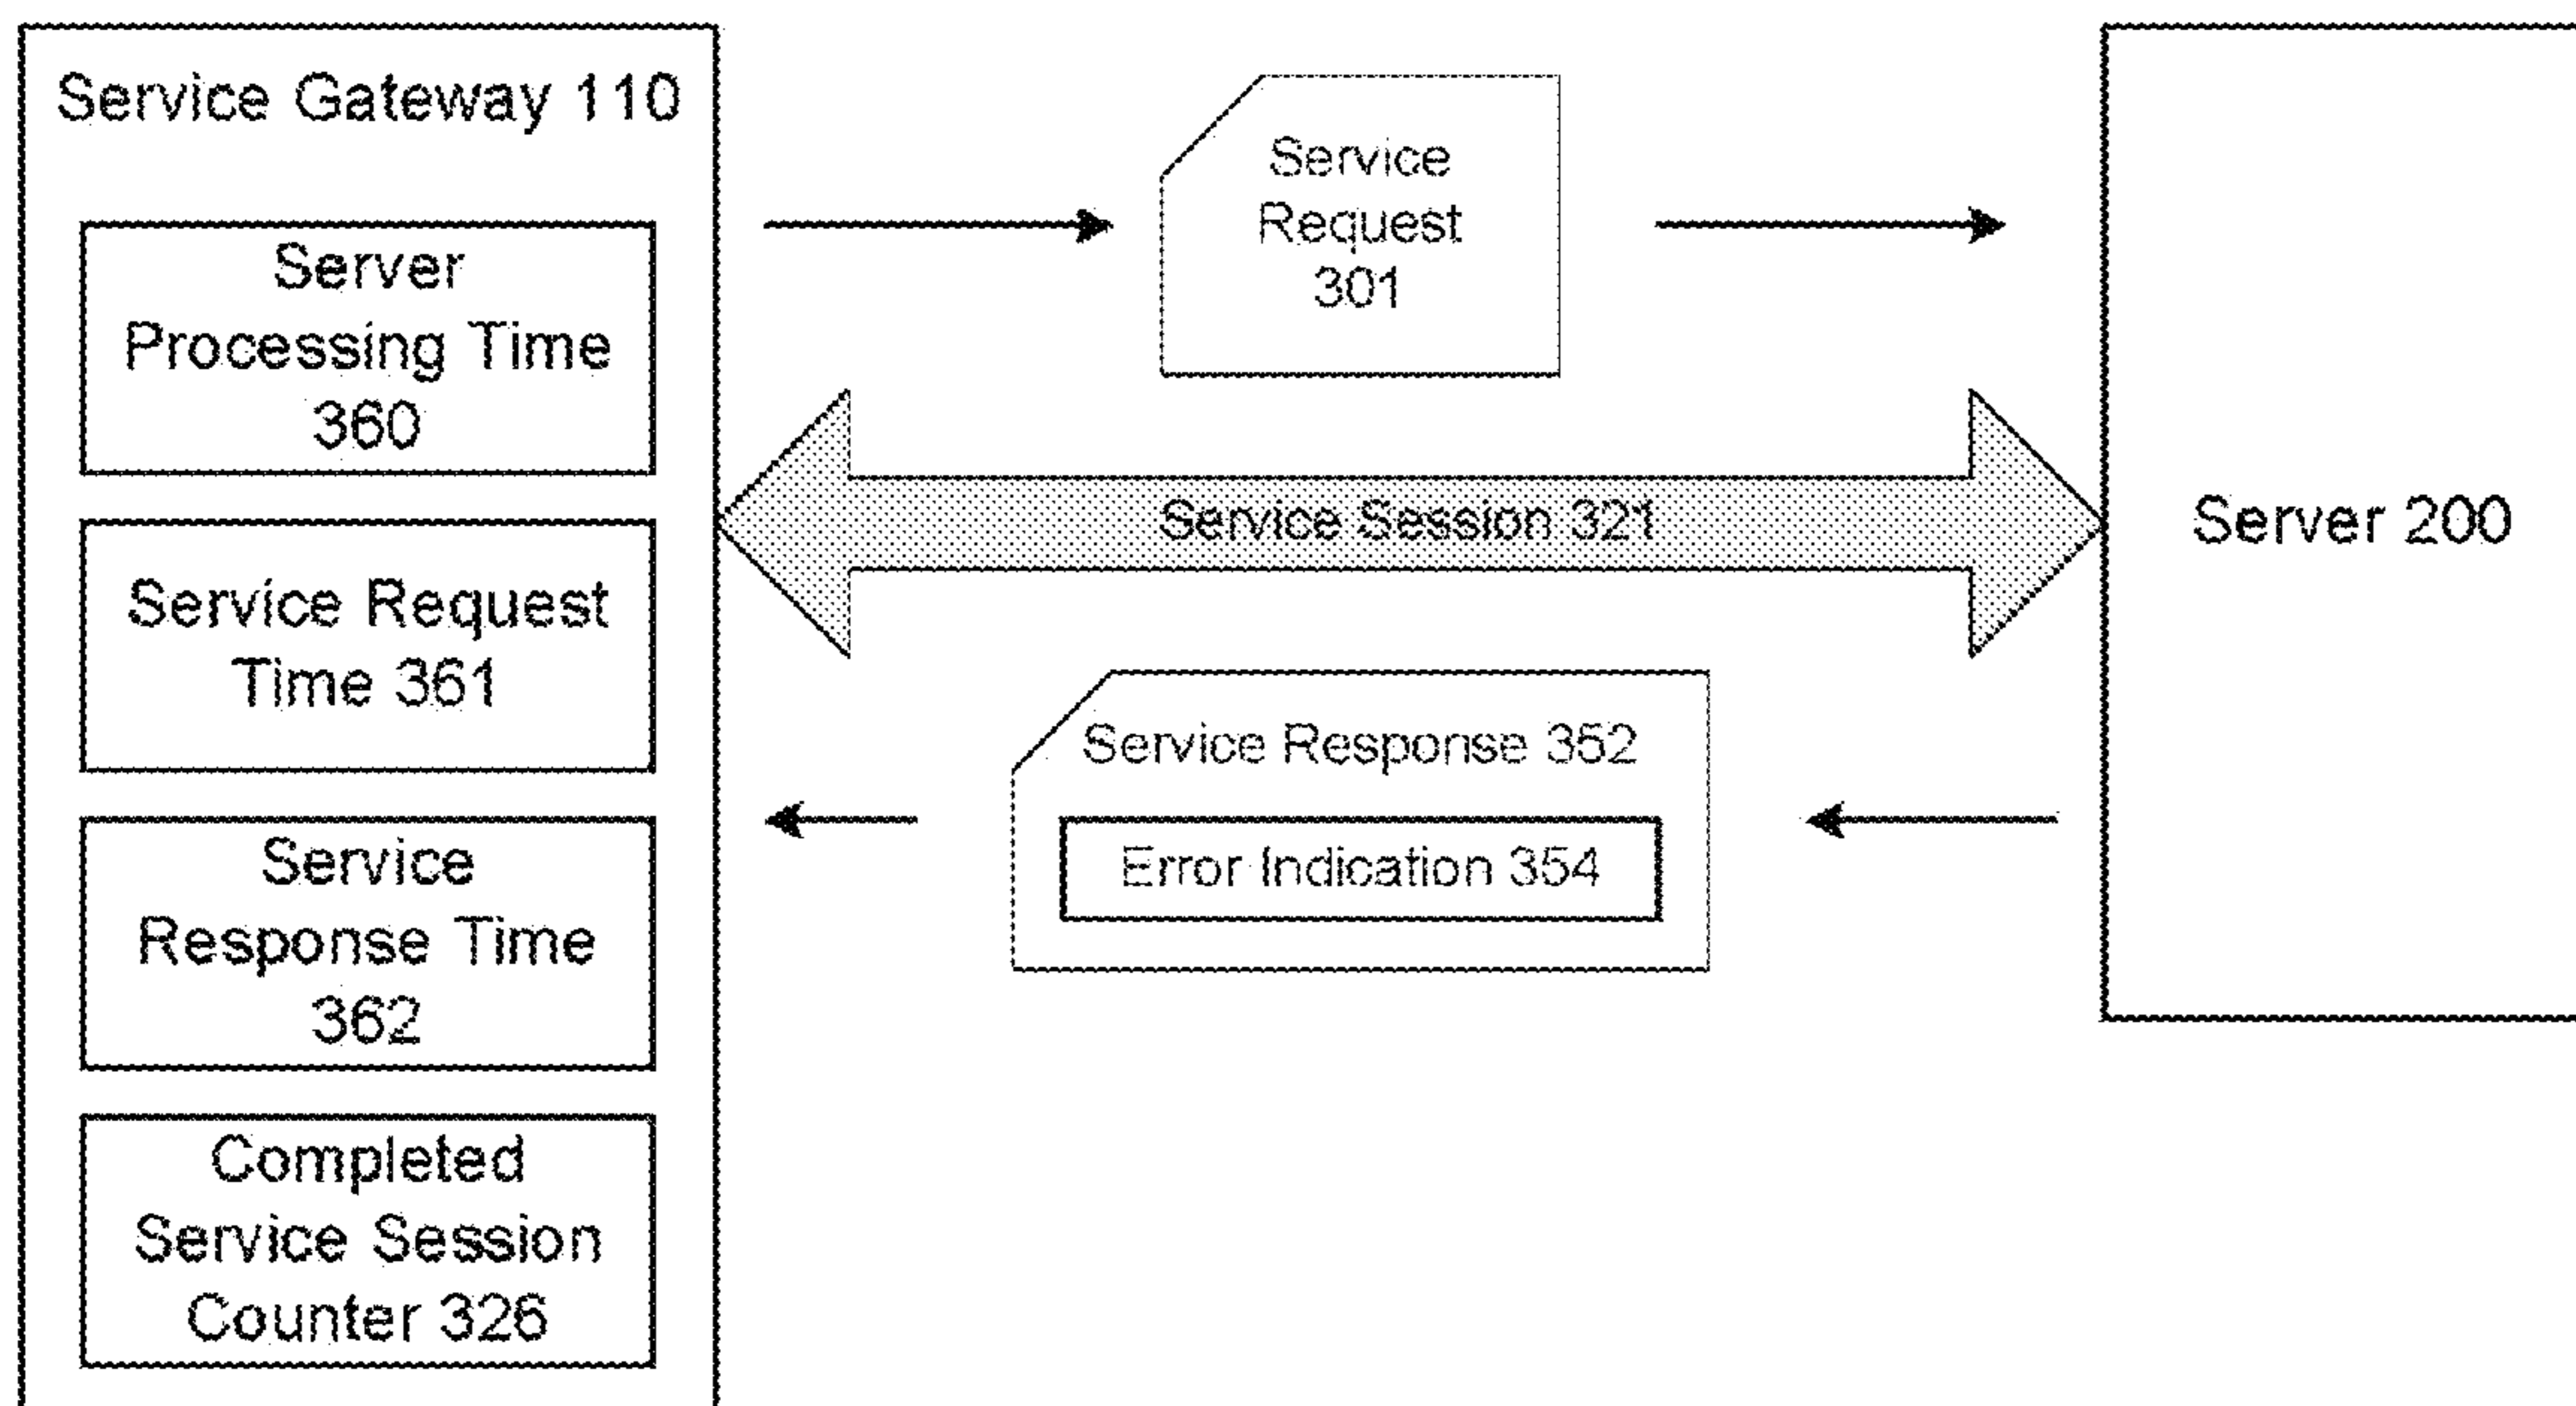 Service Gateway 110
Server
Processing Time
360
Service Request
Time 361
Service
Response Time
362
Completed
Service Session
Counter 326
Service
Request
301
Service Session 321
Service Response 352
Error Indication 354
Server 200